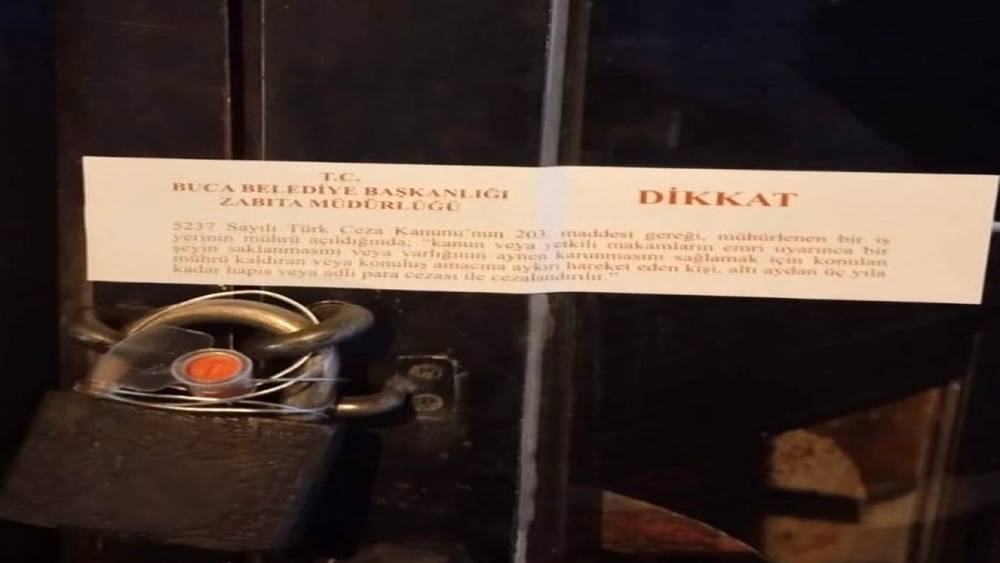 T.C.
BUCA BELEDİYE BAŞKANLIĞI
ZABITA MÜDÜRLÜĞÜ
DİKKAT
5237 Sayılı Türk Ceza Kanunu'nun 203. maddesi gereği, mühürlenen bir iş
yerinin mührü açıldığında; "kanun veya yetkili makamların emri uyarınca bir
şeyin saklanmasını veya varlığının aynen korunmasını sağlamak için konulan
mührü kaldıran veya konuluş amacına aykırı hareket eden kişi, altı aydan üç yıla
kadar hapis veya adli para cezası ile cezalandırılır."